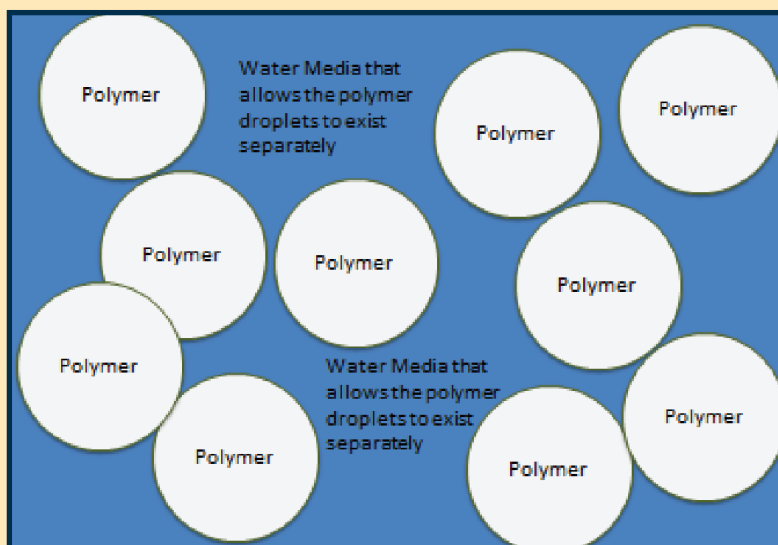 Polymer
Water Media that
allows the polymer
droplets to exist
separately
Polymer
Polymer
Polymer
Polymer
Polymer
Polymer
Water Media that
allows the polymer
droplets to exist
separately
Polymer
Polymer
Polymer